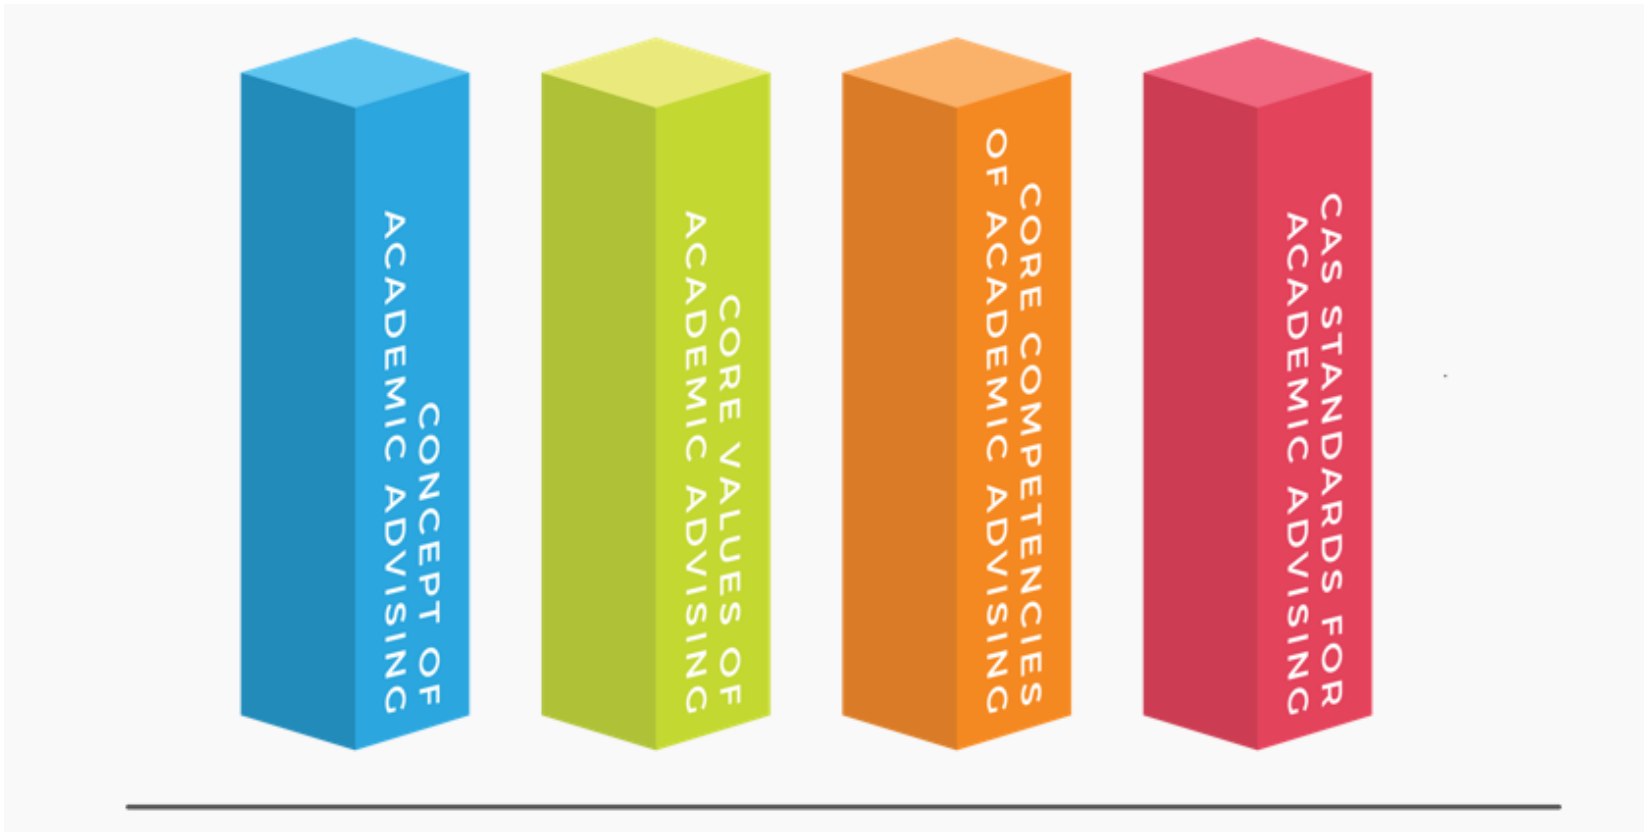 CONCEPT OF
ACADEMIC ADVISING
CORE VALUES OF
ACADEMIC ADVISING
CORE COMPETENCIES
OF ACADEMIC ADVISING
CAS STANDARDS FOR
ACADEMIC ADVISING